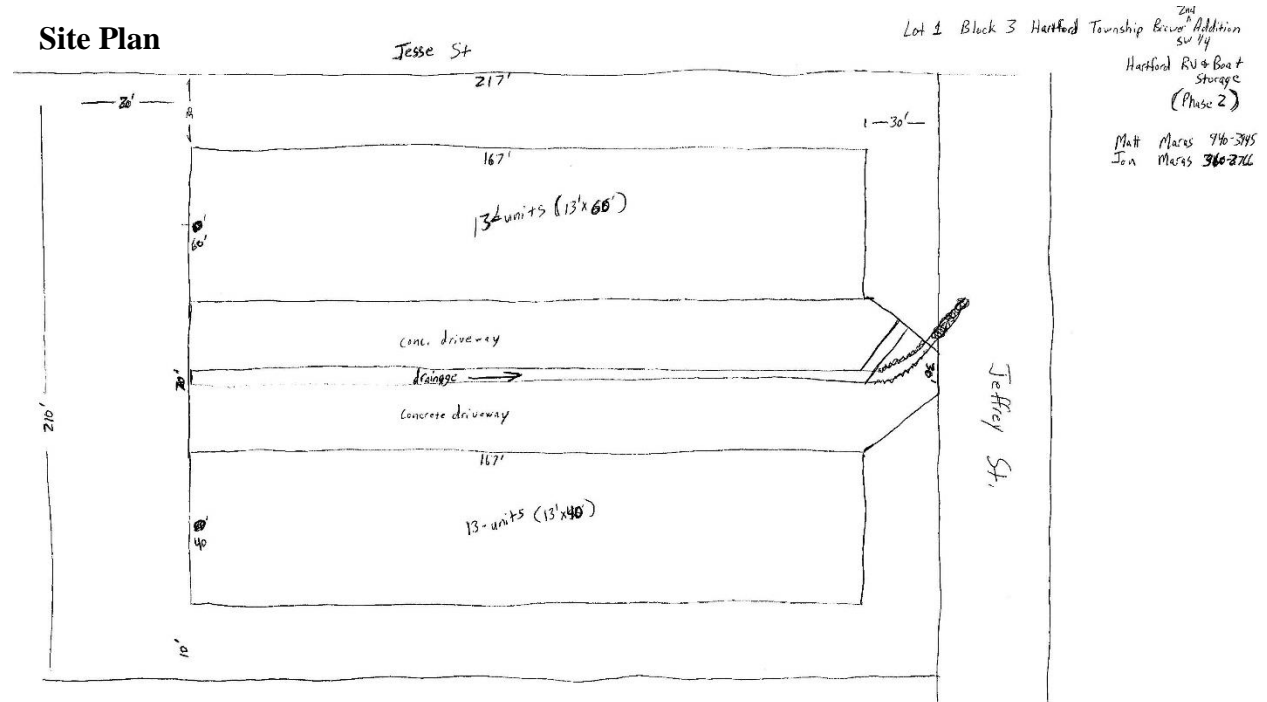 Site Plan
Jesse St
Lot 1 Block 3 Hartford Township Brewer 2nd Addition
SW 1/4
Hartford RV & Boat
Storage
(Phase 2)
Matt Maras 940-3945
Jon Maras 360-2766
217'
30'
167'
13 units (13'x60')
60'
conc. driveway
drainage
Concrete driveway
30'
210'
Jeffrey St.
167'
13-units (13'x40')
40
10'